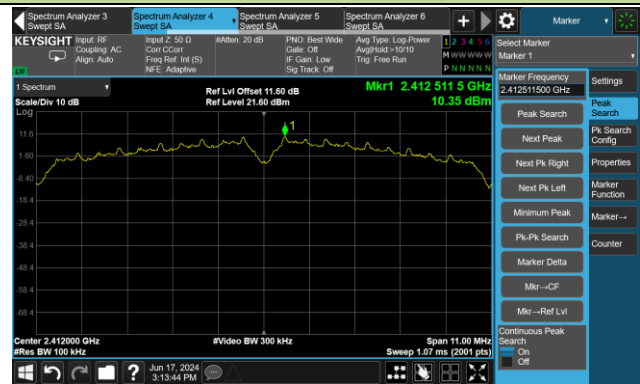 Spectrum Analyzer 3
Swept SA
Spectrum Analyzer 4
Swept SA
Spectrum Analyzer 5
Swept SA
Spectrum Analyzer 6
Swept SA
+
Marker
KEYSIGHT
Input: RF
Coupling: AC
Align: Auto
Input Z: 50 Ω
Corr CCorr
Freq Ref: Int (S)
NFE: Adaptive
#Atten: 20 dB
PNO: Best Wide
Gate: Off
IF Gain: Low
Sig Track: Off
Avg Type: Log-Power
Avg|Hold:>10/10
Trig: Free Run
1 2 3 4 5 6
M W W W W W
P N N N N N
LXI
Select Marker
Marker 1
1 Spectrum
Scale/Div 10 dB
Log
Ref Lvl Offset 11.60 dB
Ref Level 21.60 dBm
Mkr1 2.412 511 5 GHz
10.35 dBm
1
11.6
1.60
-8.40
-18.4
-28.4
-38.4
-48.4
-58.4
-68.4
Center 2.412000 GHz
#Res BW 100 kHz
#Video BW 300 kHz
Span 11.00 MHz
Sweep 1.07 ms (2001 pts)
Marker Frequency
2.412511500 GHz
Peak Search
Next Peak
Next Pk Right
Next Pk Left
Minimum Peak
Pk-Pk Search
Marker Delta
Mkr→CF
Mkr→Ref Lvl
Continuous Peak
Search
On
Off
Settings
Peak
Search
Pk Search
Config
Properties
Marker
Function
Marker→
Counter
?
Jun 17, 2024
3:13:44 PM